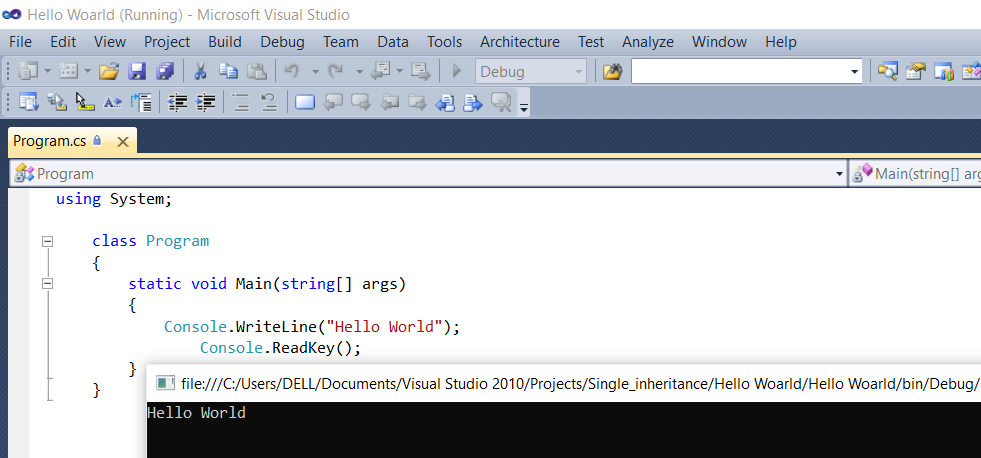 Hello Woarld (Running) - Microsoft Visual Studio
File Edit View Project Build Debug Team Data Tools Architecture Test Analyze Window Help
Debug
Program.cs
Program Main(string[] arg
using System;
class Program
{
static void Main(string[] args)
{
Console.WriteLine("Hello World");
Console.ReadKey();
}
}
file:///C:/Users/DELL/Documents/Visual Studio 2010/Projects/Single_inheritance/Hello Woarld/Hello Woarld/bin/Debug/
Hello World